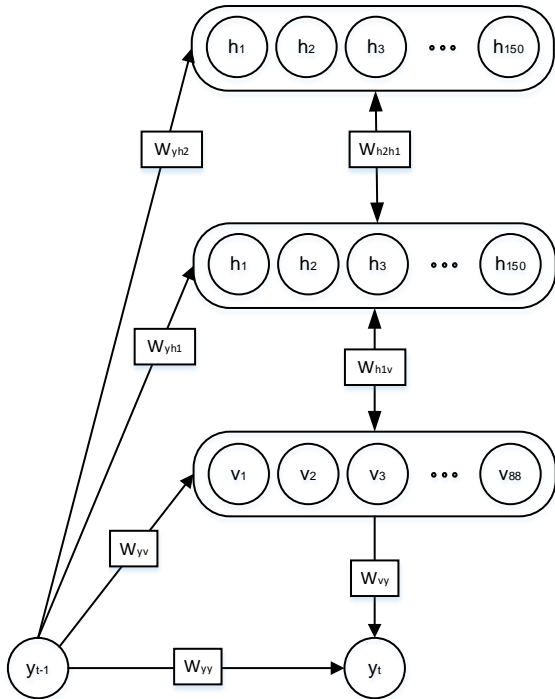 h1 h2 h3 ∘∘∘ h150
Wyh2 Wh2h1
h1 h2 h3 ∘∘∘ h150
Wyh1 Wh1v
v1 v2 v3 ∘∘∘ v88
Wyv Wvy
yt-1 Wyy yt